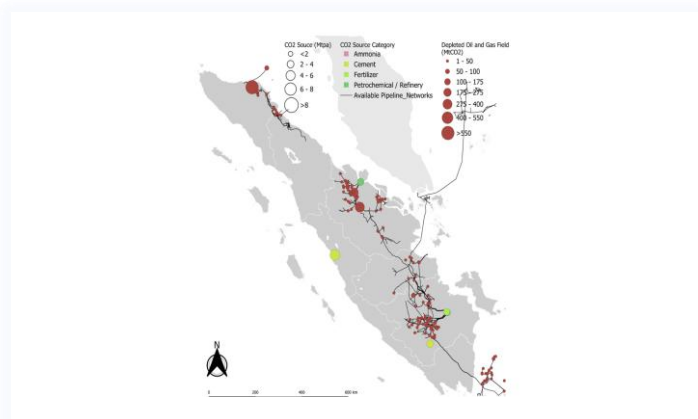 CO2 Souce (Mtpa)
<2
2 - 4
4 - 6
6 - 8
>8
CO2 Source Category
Ammonia
Cement
Fertilizer
Petrochemical / Refinery
Available Pipeline_Networks
Depleted Oil and Gas Field
(MtCO2)
1 - 50
50 - 100
100 - 175
175 - 275
275 - 400
400 - 550
>550
N
0 200 400 600 km